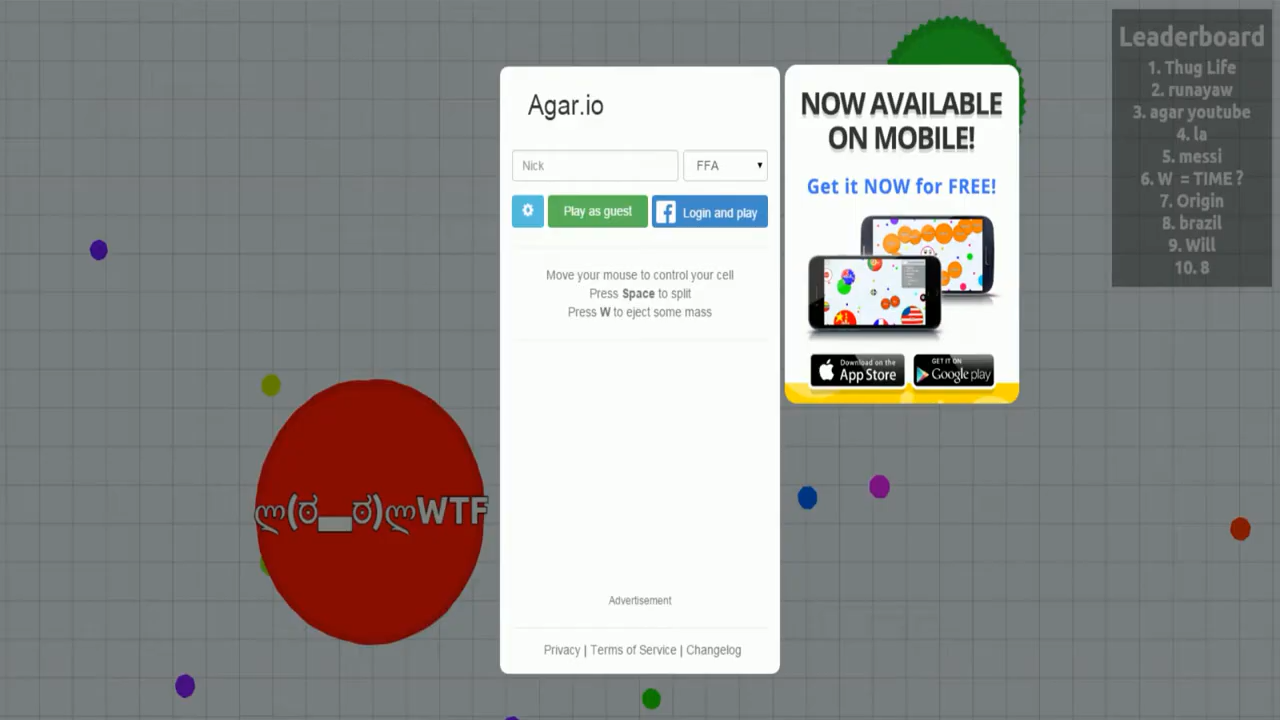 Agar.io
Nick
FFA
Play as guest
Login and play
Move your mouse to control your cell
Press Space to split
Press W to eject some mass
Advertisement
Privacy | Terms of Service | Changelog
NOW AVAILABLE
ON MOBILE!
Get it NOW for FREE!
Download on the
App Store
GET IT ON
Google play
Leaderboard
1. Thug Life
2. runayaw
3. agar youtube
4. la
5. messi
6. W = TIME ?
7. Origin
8. brazil
9. Will
10. 8
ლ(ಠ▁ಠ)ლWTF